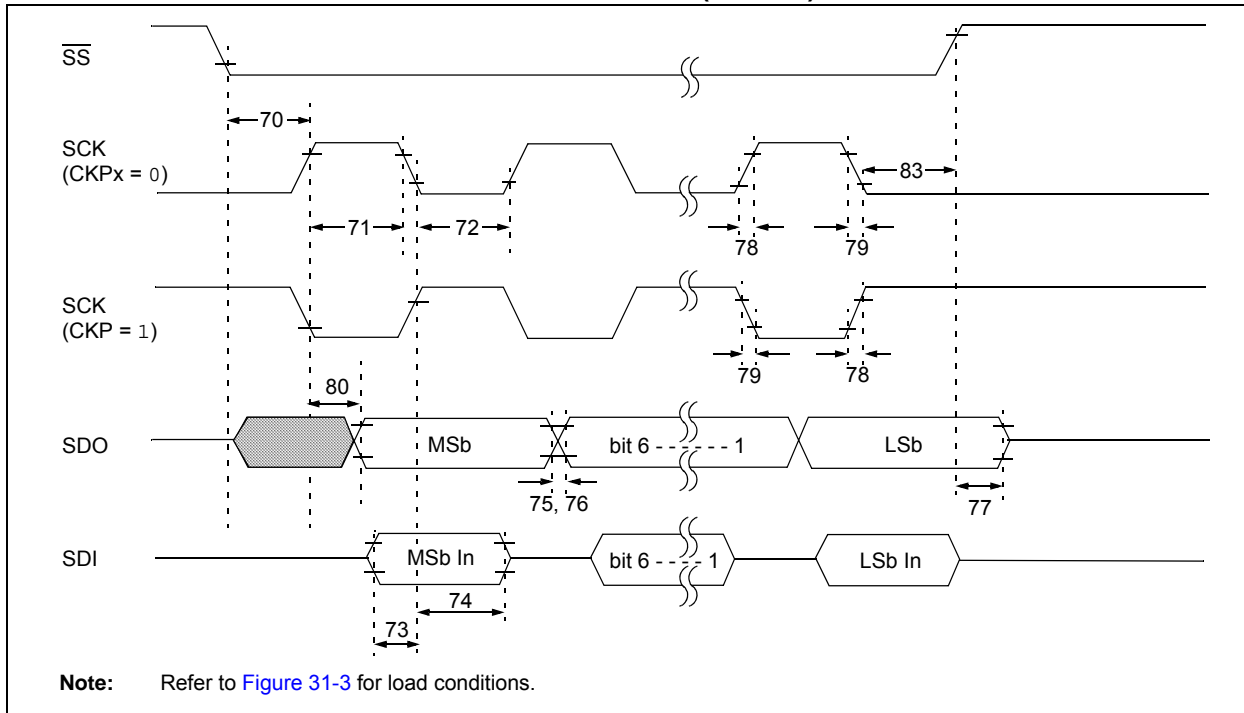 SS
70
SCK
(CKPx = 0)
83
71
72
78
79
SCK
(CKP = 1)
79
78
80
SDO
MSb
bit 6 - - - - - - 1
LSb
75, 76
77
SDI
MSb In
bit 6 - - - - 1
LSb In
74
73
Note: Refer to Figure 31-3 for load conditions.